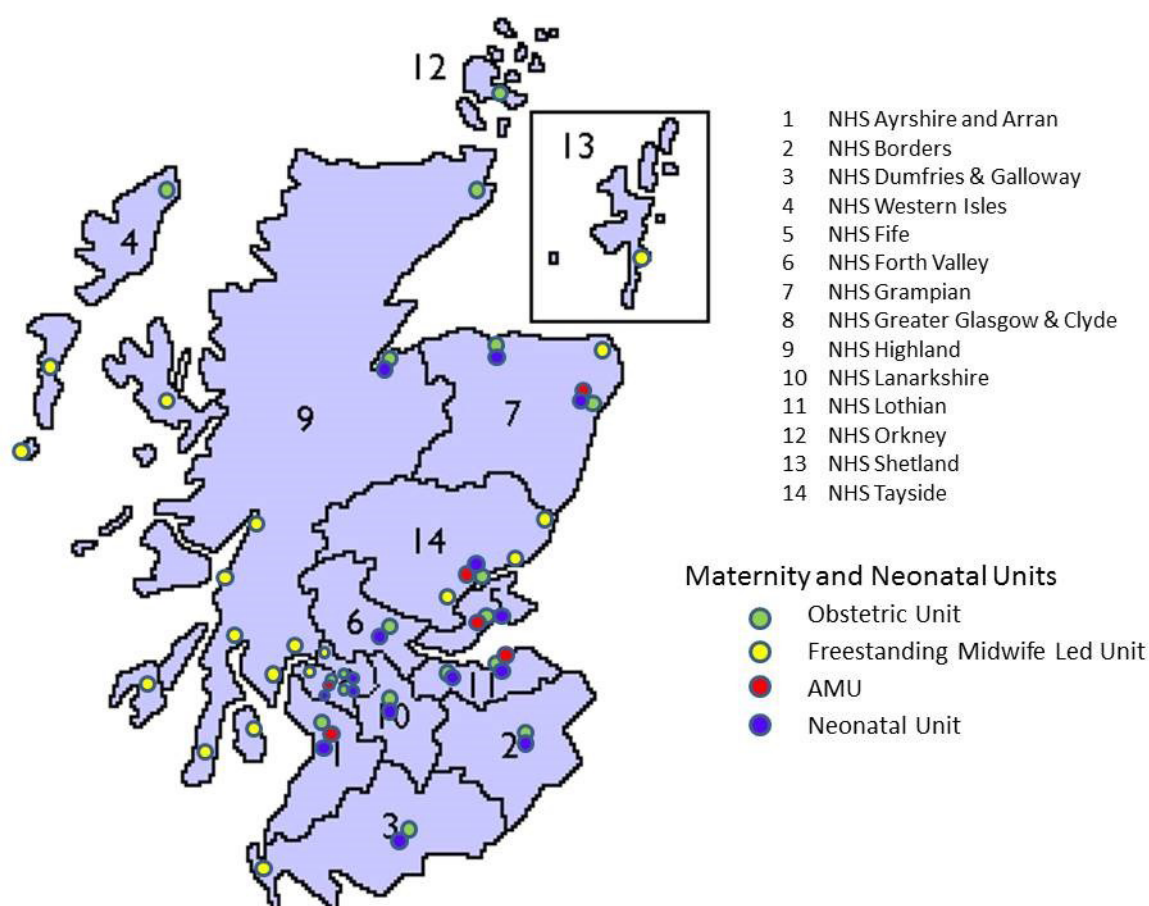 12
13
4
9
7
14
5
6
11
10
1
2
3
1 NHS Ayrshire and Arran
2 NHS Borders
3 NHS Dumfries & Galloway
4 NHS Western Isles
5 NHS Fife
6 NHS Forth Valley
7 NHS Grampian
8 NHS Greater Glasgow & Clyde
9 NHS Highland
10 NHS Lanarkshire
11 NHS Lothian
12 NHS Orkney
13 NHS Shetland
14 NHS Tayside
Maternity and Neonatal Units
Obstetric Unit
Freestanding Midwife Led Unit
AMU
Neonatal Unit